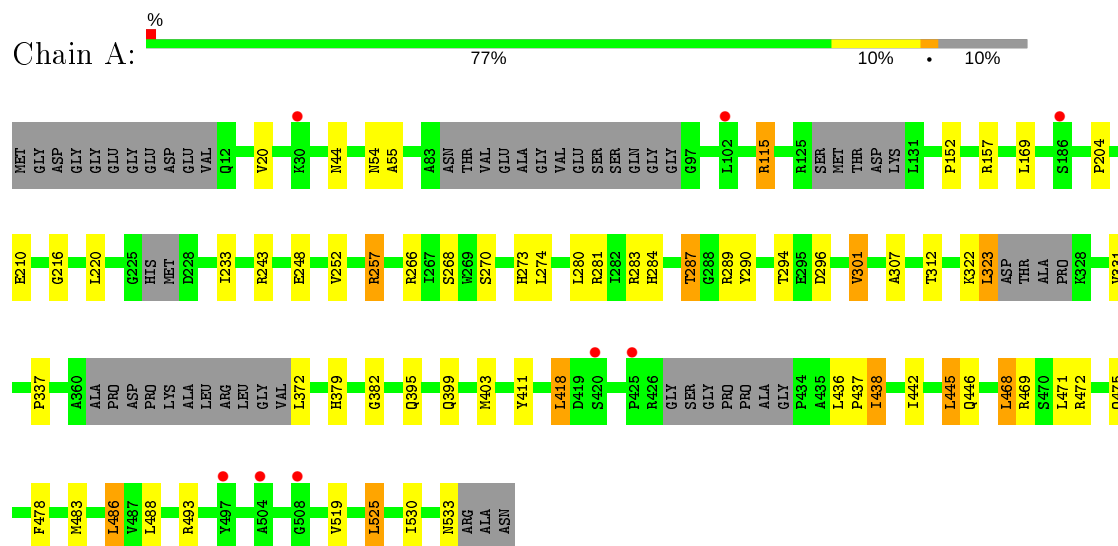 %
Chain A:
77% 10% • 10%
MET GLY ASP GLY GLY GLU GLY GLU ASP GLU VAL Q12 V20 K30 N44 N54 A55 A83 ASN THR VAL GLU ALA GLY VAL GLU SER SER GLN GLY GLY G97 L102 R115 R125 SER MET THR ASP LYS L131 P152 R157 L169 S186 P204
E210 G216 L220 G225 HIS MET D228 I233 R243 E248 V252 R257 R266 I267 S268 W269 S270 H273 L274 L280 R281 I282 R283 H284 T287 G288 R289 Y290 T294 E295 D296 V301 A307 T312 K322 L323 ASP THR ALA PRO K328 V331
P337 A360 ALA PRO ASP PRO LYS ALA LEU ARG LEU GLY VAL L372 H379 G382 Q395 Q399 M403 Y411 L418 D419 S420 P425 R426 GLY SER GLY PRO PRO ALA GLY P434 A435 L436 P437 I438 I442 L445 Q446 L468 R469 S470 L471 R472 Q475
F478 M483 L486 V487 L488 R493 Y497 A504 G508 V519 L525 I530 N533 ARG ALA ASN